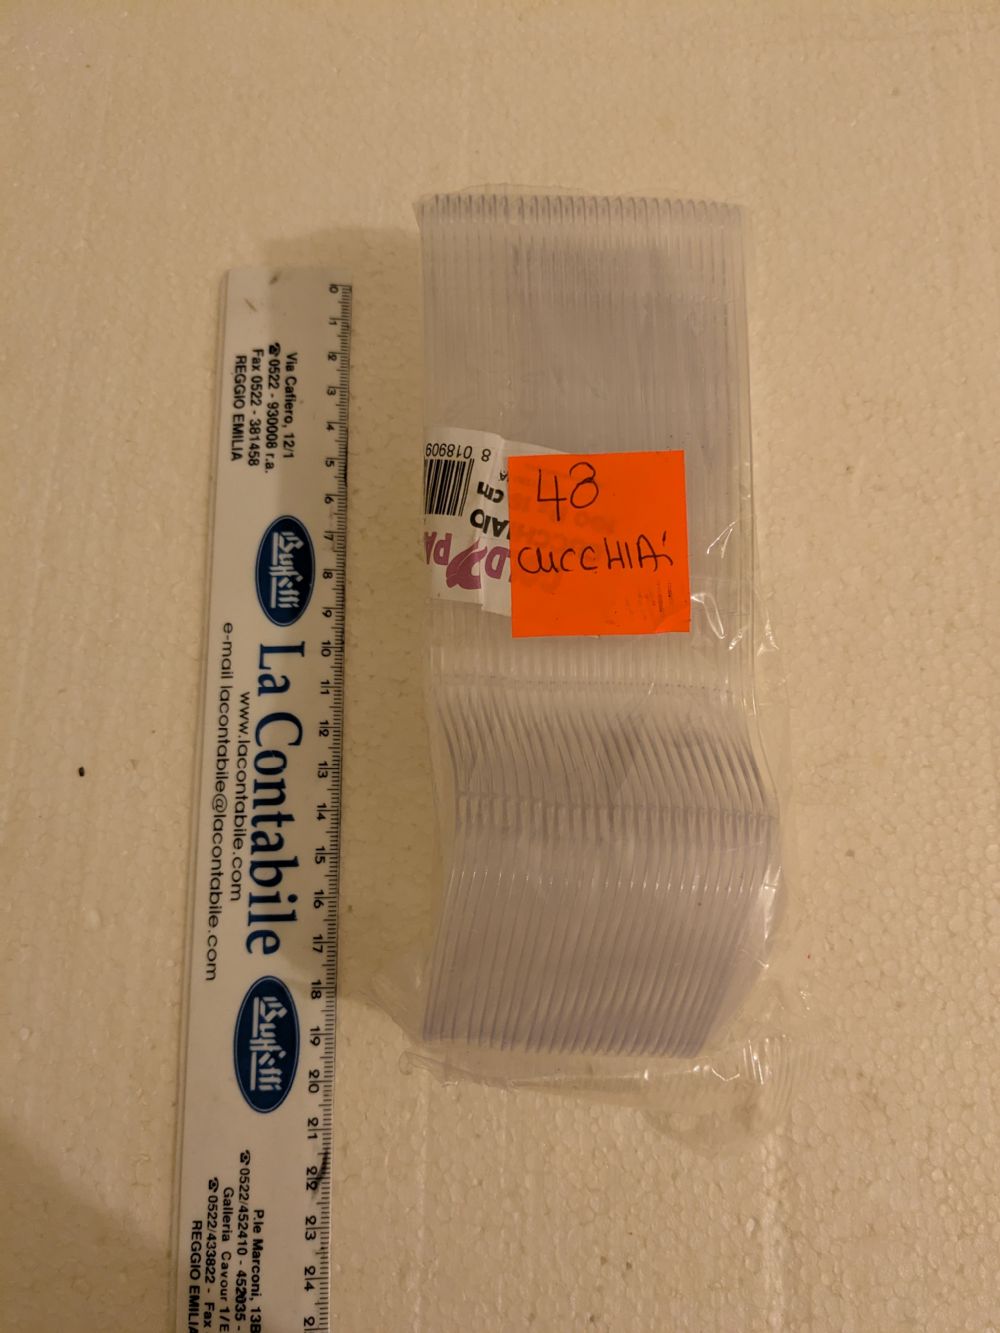 0 1 2 3 4 5 6 7 8 9 10 11 12 13 14 15 16 17 18 19 20 21 22 23 24
Via Cafiero, 12/1
☎ 0522 - 930008 r.a.
Fax 0522 - 381458
REGGIO EMILIA
Buffetti
La Contabile
www.lacontabile.com
e-mail lacontabile@lacontabile.com
Buffetti
P.le Marconi, 13B
☎ 0522/452410 - 452035 -
Galleria Cavour 1/E
☎ 0522/433822 - Fax
REGGIO EMILIA
8 018909
cm
48
CUCCHIAi